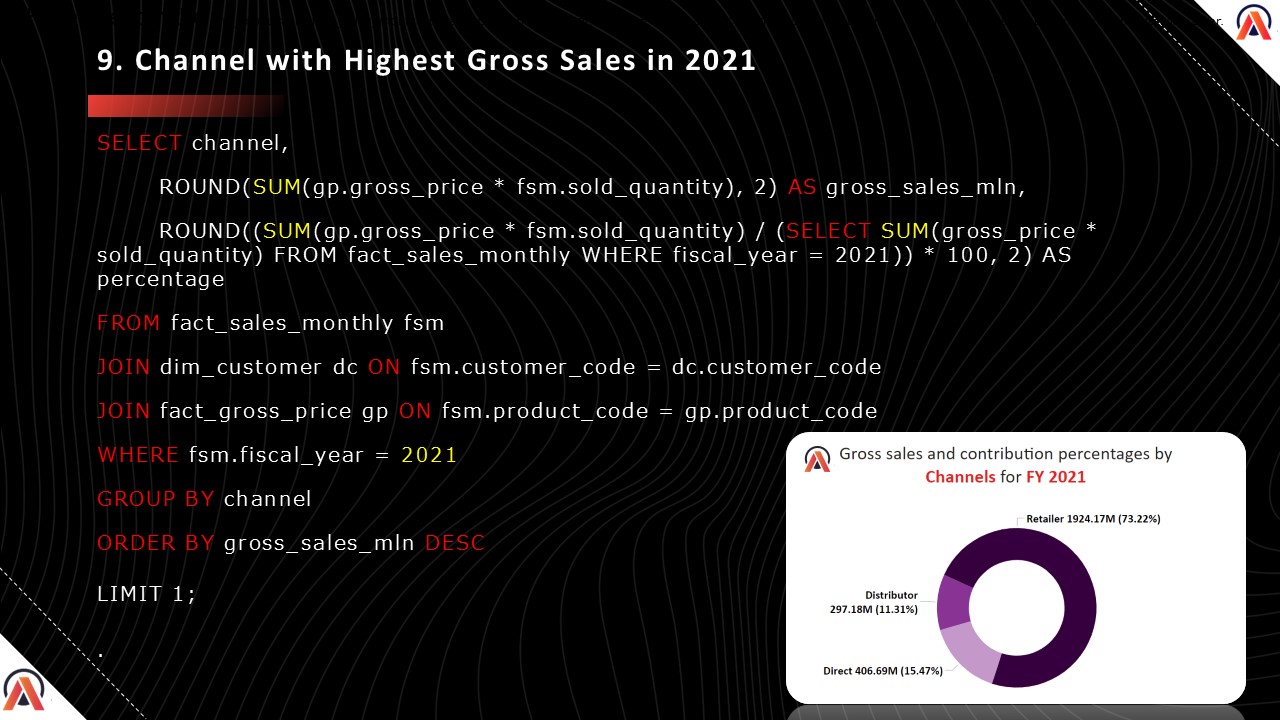 9. Channel with Highest Gross Sales in 2021
SELECT channel,
ROUND(SUM(gp.gross_price * fsm.sold_quantity), 2) AS gross_sales_mln,
ROUND((SUM(gp.gross_price * fsm.sold_quantity) / (SELECT SUM(gross_price *
sold_quantity) FROM fact_sales_monthly WHERE fiscal_year = 2021)) * 100, 2) AS
percentage
FROM fact_sales_monthly fsm
JOIN dim_customer dc ON fsm.customer_code = dc.customer_code
JOIN fact_gross_price gp ON fsm.product_code = gp.product_code
WHERE fsm.fiscal_year = 2021
GROUP BY channel
ORDER BY gross_sales_mln DESC
LIMIT 1;
.
Gross sales and contribution percentages by
Channels for FY 2021
Retailer 1924.17M (73.22%)
Distributor
297.18M (11.31%)
Direct 406.69M (15.47%)